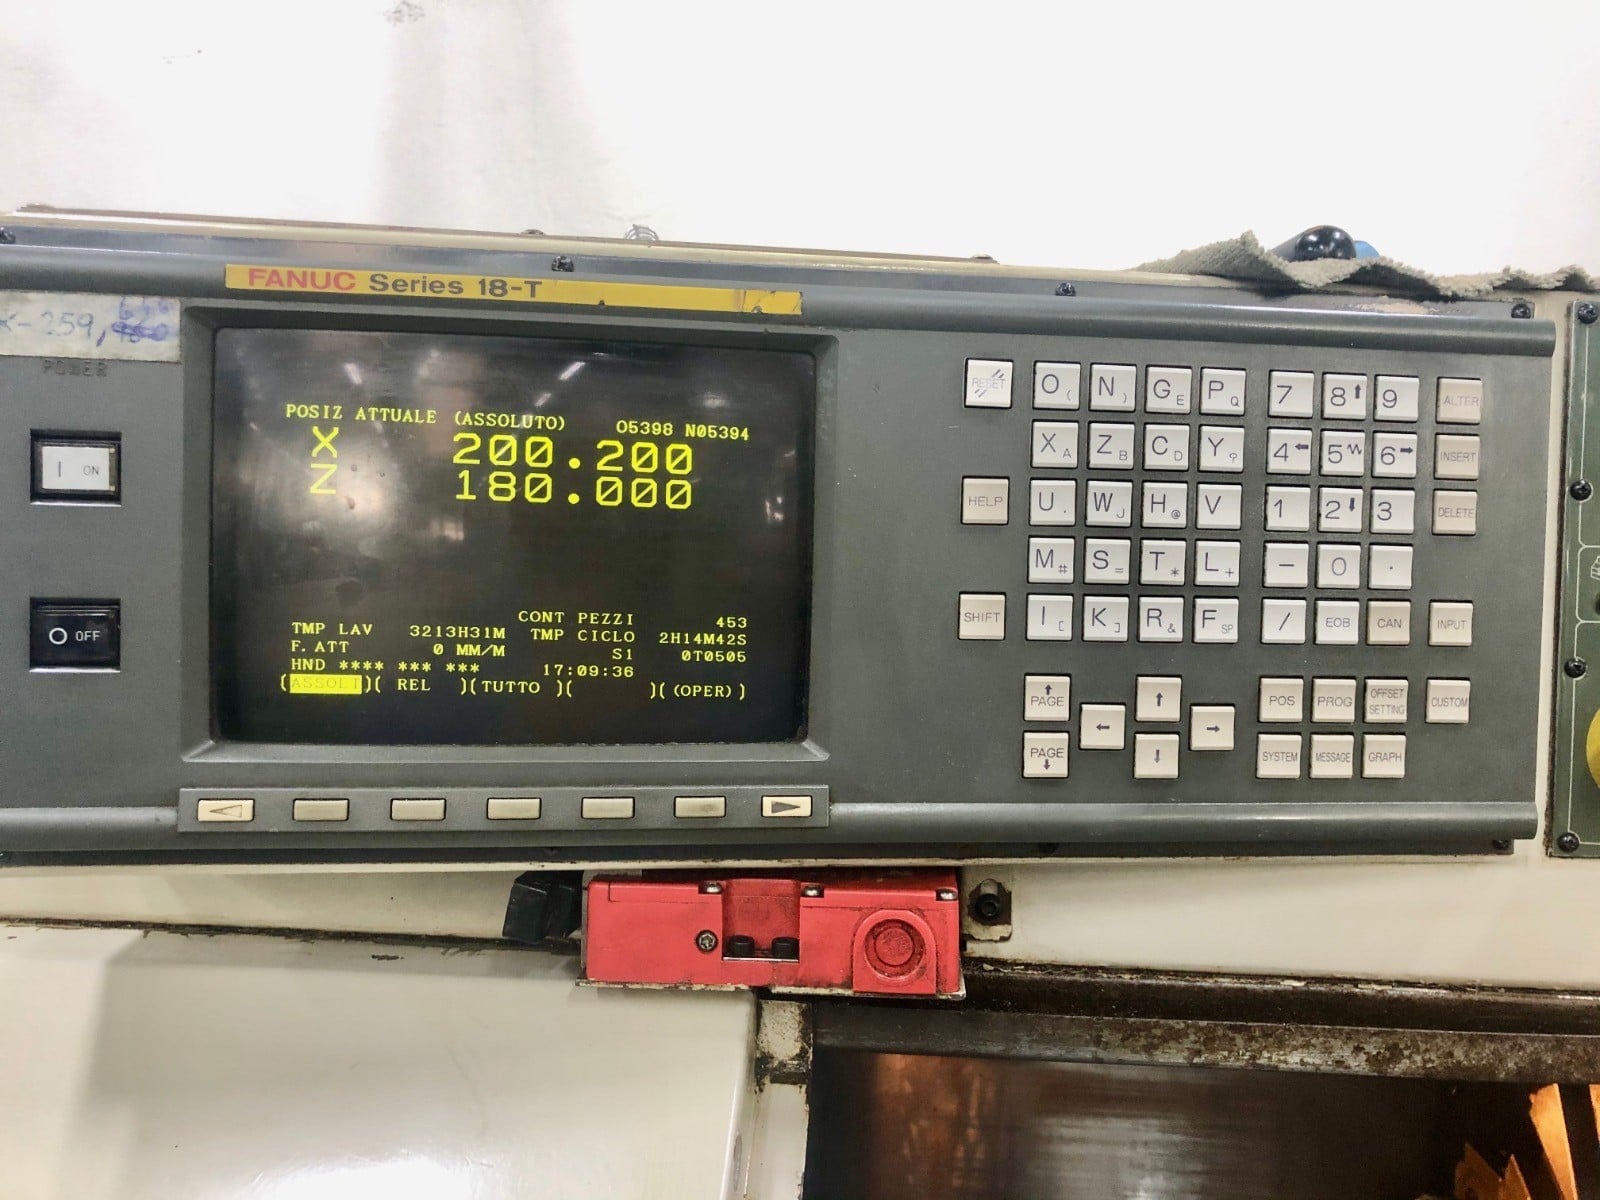 FANUC Series 18-T
X-259,
POWER
I ON
O OFF
POSIZ ATTUALE (ASSOLUTO) O5398 N05394
X 200.200
Z 180.000
CONT PEZZI 453
TMP LAV 3213H31M TMP CICLO 2H14M42S
F. ATT 0 MM/M S1 0T0505
HND **** *** *** 17:09:36
(ASSOLT)( REL )(TUTTO )( )( (OPER) )
RESET O ( N ) G E P Q 7 8 9 ALTER
X A Z B C D Y ? 4 5 6 INSERT
HELP U , W J H @ V 1 2 3 DELETE
M # S = T * L + - 0 .
SHIFT I [ K ] R & F SP / EOB CAN INPUT
PAGE POS PROG OFFSET SETTING CUSTOM
PAGE SYSTEM MESSAGE GRAPH